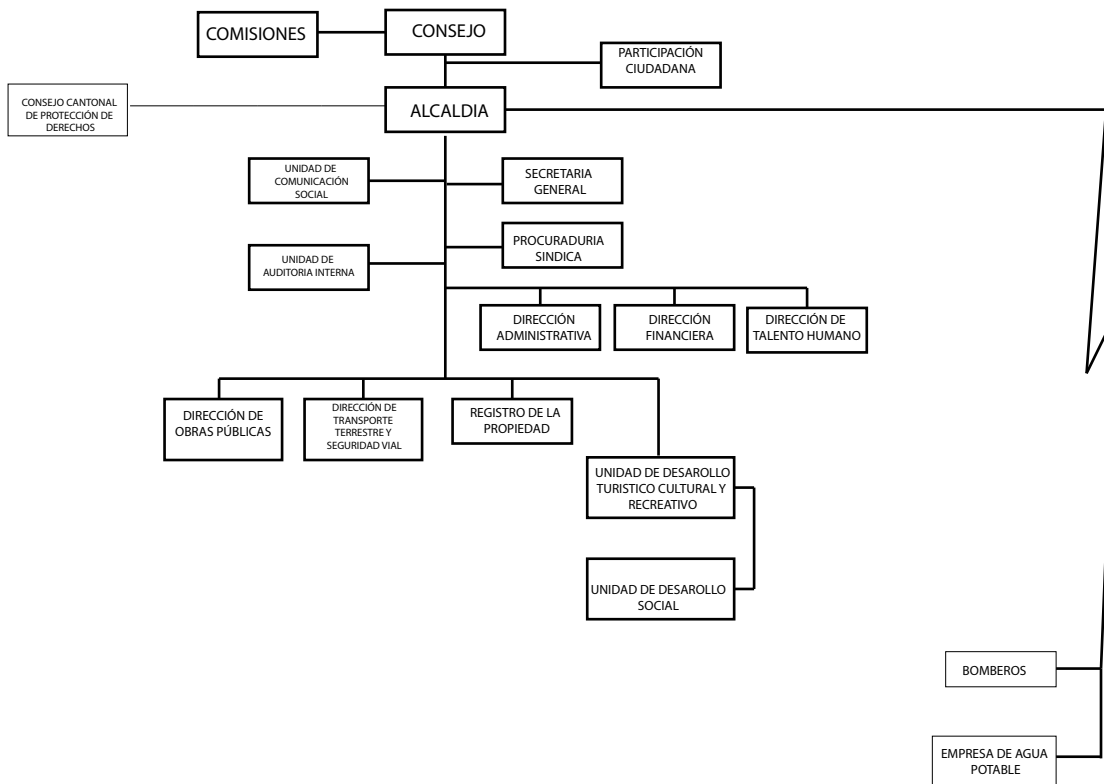 COMISIONES
CONSEJO
PARTICIPACIÓN
CIUDADANA
CONSEJO CANTONAL
DE PROTECCIÓN DE
DERECHOS
ALCALDIA
UNIDAD DE
COMUNICACIÓN
SOCIAL
SECRETARIA
GENERAL
UNIDAD DE
AUDITORIA INTERNA
PROCURADURIA
SINDICA
DIRECCIÓN
ADMINISTRATIVA
DIRECCIÓN
FINANCIERA
DIRECCIÓN DE
TALENTO HUMANO
DIRECCIÓN DE
OBRAS PÚBLICAS
DIRECCIÓN DE
TRANSPORTE
TERRESTRE Y
SEGURIDAD VIAL
REGISTRO DE LA
PROPIEDAD
UNIDAD DE DESAROLLO
TURISTICO CULTURAL Y
RECREATIVO
UNIDAD DE DESAROLLO
SOCIAL
BOMBEROS
EMPRESA DE AGUA
POTABLE